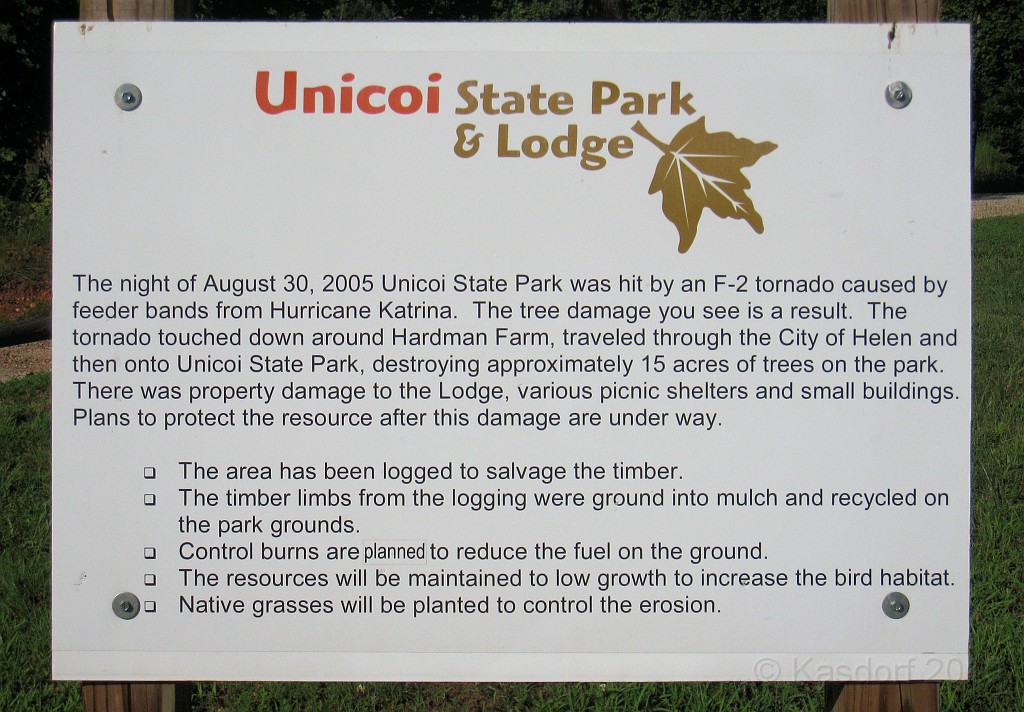 Unicoi State Park
& Lodge
The night of August 30, 2005 Unicoi State Park was hit by an F-2 tornado caused by
feeder bands from Hurricane Katrina. The tree damage you see is a result. The
tornado touched down around Hardman Farm, traveled through the City of Helen and
then onto Unicoi State Park, destroying approximately 15 acres of trees on the park.
There was property damage to the Lodge, various picnic shelters and small buildings.
Plans to protect the resource after this damage are under way.
❑ The area has been logged to salvage the timber.
❑ The timber limbs from the logging were ground into mulch and recycled on
the park grounds.
❑ Control burns are planned to reduce the fuel on the ground.
❑ The resources will be maintained to low growth to increase the bird habitat.
❑ Native grasses will be planted to control the erosion.
© Kasdorf